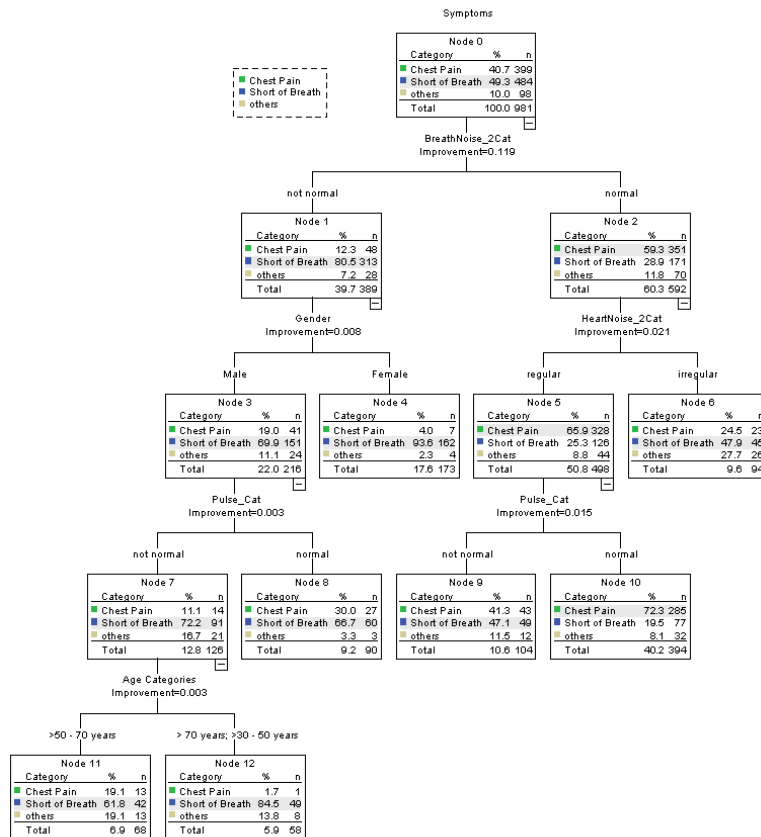 Symptoms
Node 0
Category % n
Chest Pain 40.7 399
Short of Breath 49.3 484
others 10.0 98
Total 100.0 981
Chest Pain
Short of Breath
others
BreathNoise_2Cat
Improvement=0.119
not normal
normal
Node 1
Category % n
Chest Pain 12.3 48
Short of Breath 80.5 313
others 7.2 28
Total 39.7 389
Node 2
Category % n
Chest Pain 59.3 351
Short of Breath 28.9 171
others 11.8 70
Total 60.3 592
Gender
Improvement=0.008
HeartNoise_2Cat
Improvement=0.021
Male
Female
regular
irregular
Node 3
Category % n
Chest Pain 19.0 41
Short of Breath 69.9 151
others 11.1 24
Total 22.0 216
Node 4
Category % n
Chest Pain 4.0 7
Short of Breath 93.6 162
others 2.3 4
Total 17.6 173
Node 5
Category % n
Chest Pain 65.9 328
Short of Breath 25.3 126
others 8.8 44
Total 50.8 498
Node 6
Category % n
Chest Pain 24.5 23
Short of Breath 47.9 45
others 27.7 26
Total 9.6 94
Pulse_Cat
Improvement=0.003
Pulse_Cat
Improvement=0.015
not normal
normal
not normal
normal
Node 7
Category % n
Chest Pain 11.1 14
Short of Breath 72.2 91
others 16.7 21
Total 12.8 126
Node 8
Category % n
Chest Pain 30.0 27
Short of Breath 66.7 60
others 3.3 3
Total 9.2 90
Node 9
Category % n
Chest Pain 41.3 43
Short of Breath 47.1 49
others 11.5 12
Total 10.6 104
Node 10
Category % n
Chest Pain 72.3 285
Short of Breath 19.5 77
others 8.1 32
Total 40.2 394
Age Categories
Improvement=0.003
>50 - 70 years
> 70 years; >30 - 50 years
Node 11
Category % n
Chest Pain 19.1 13
Short of Breath 61.8 42
others 19.1 13
Total 6.9 68
Node 12
Category % n
Chest Pain 1.7 1
Short of Breath 84.5 49
others 13.8 8
Total 5.9 58